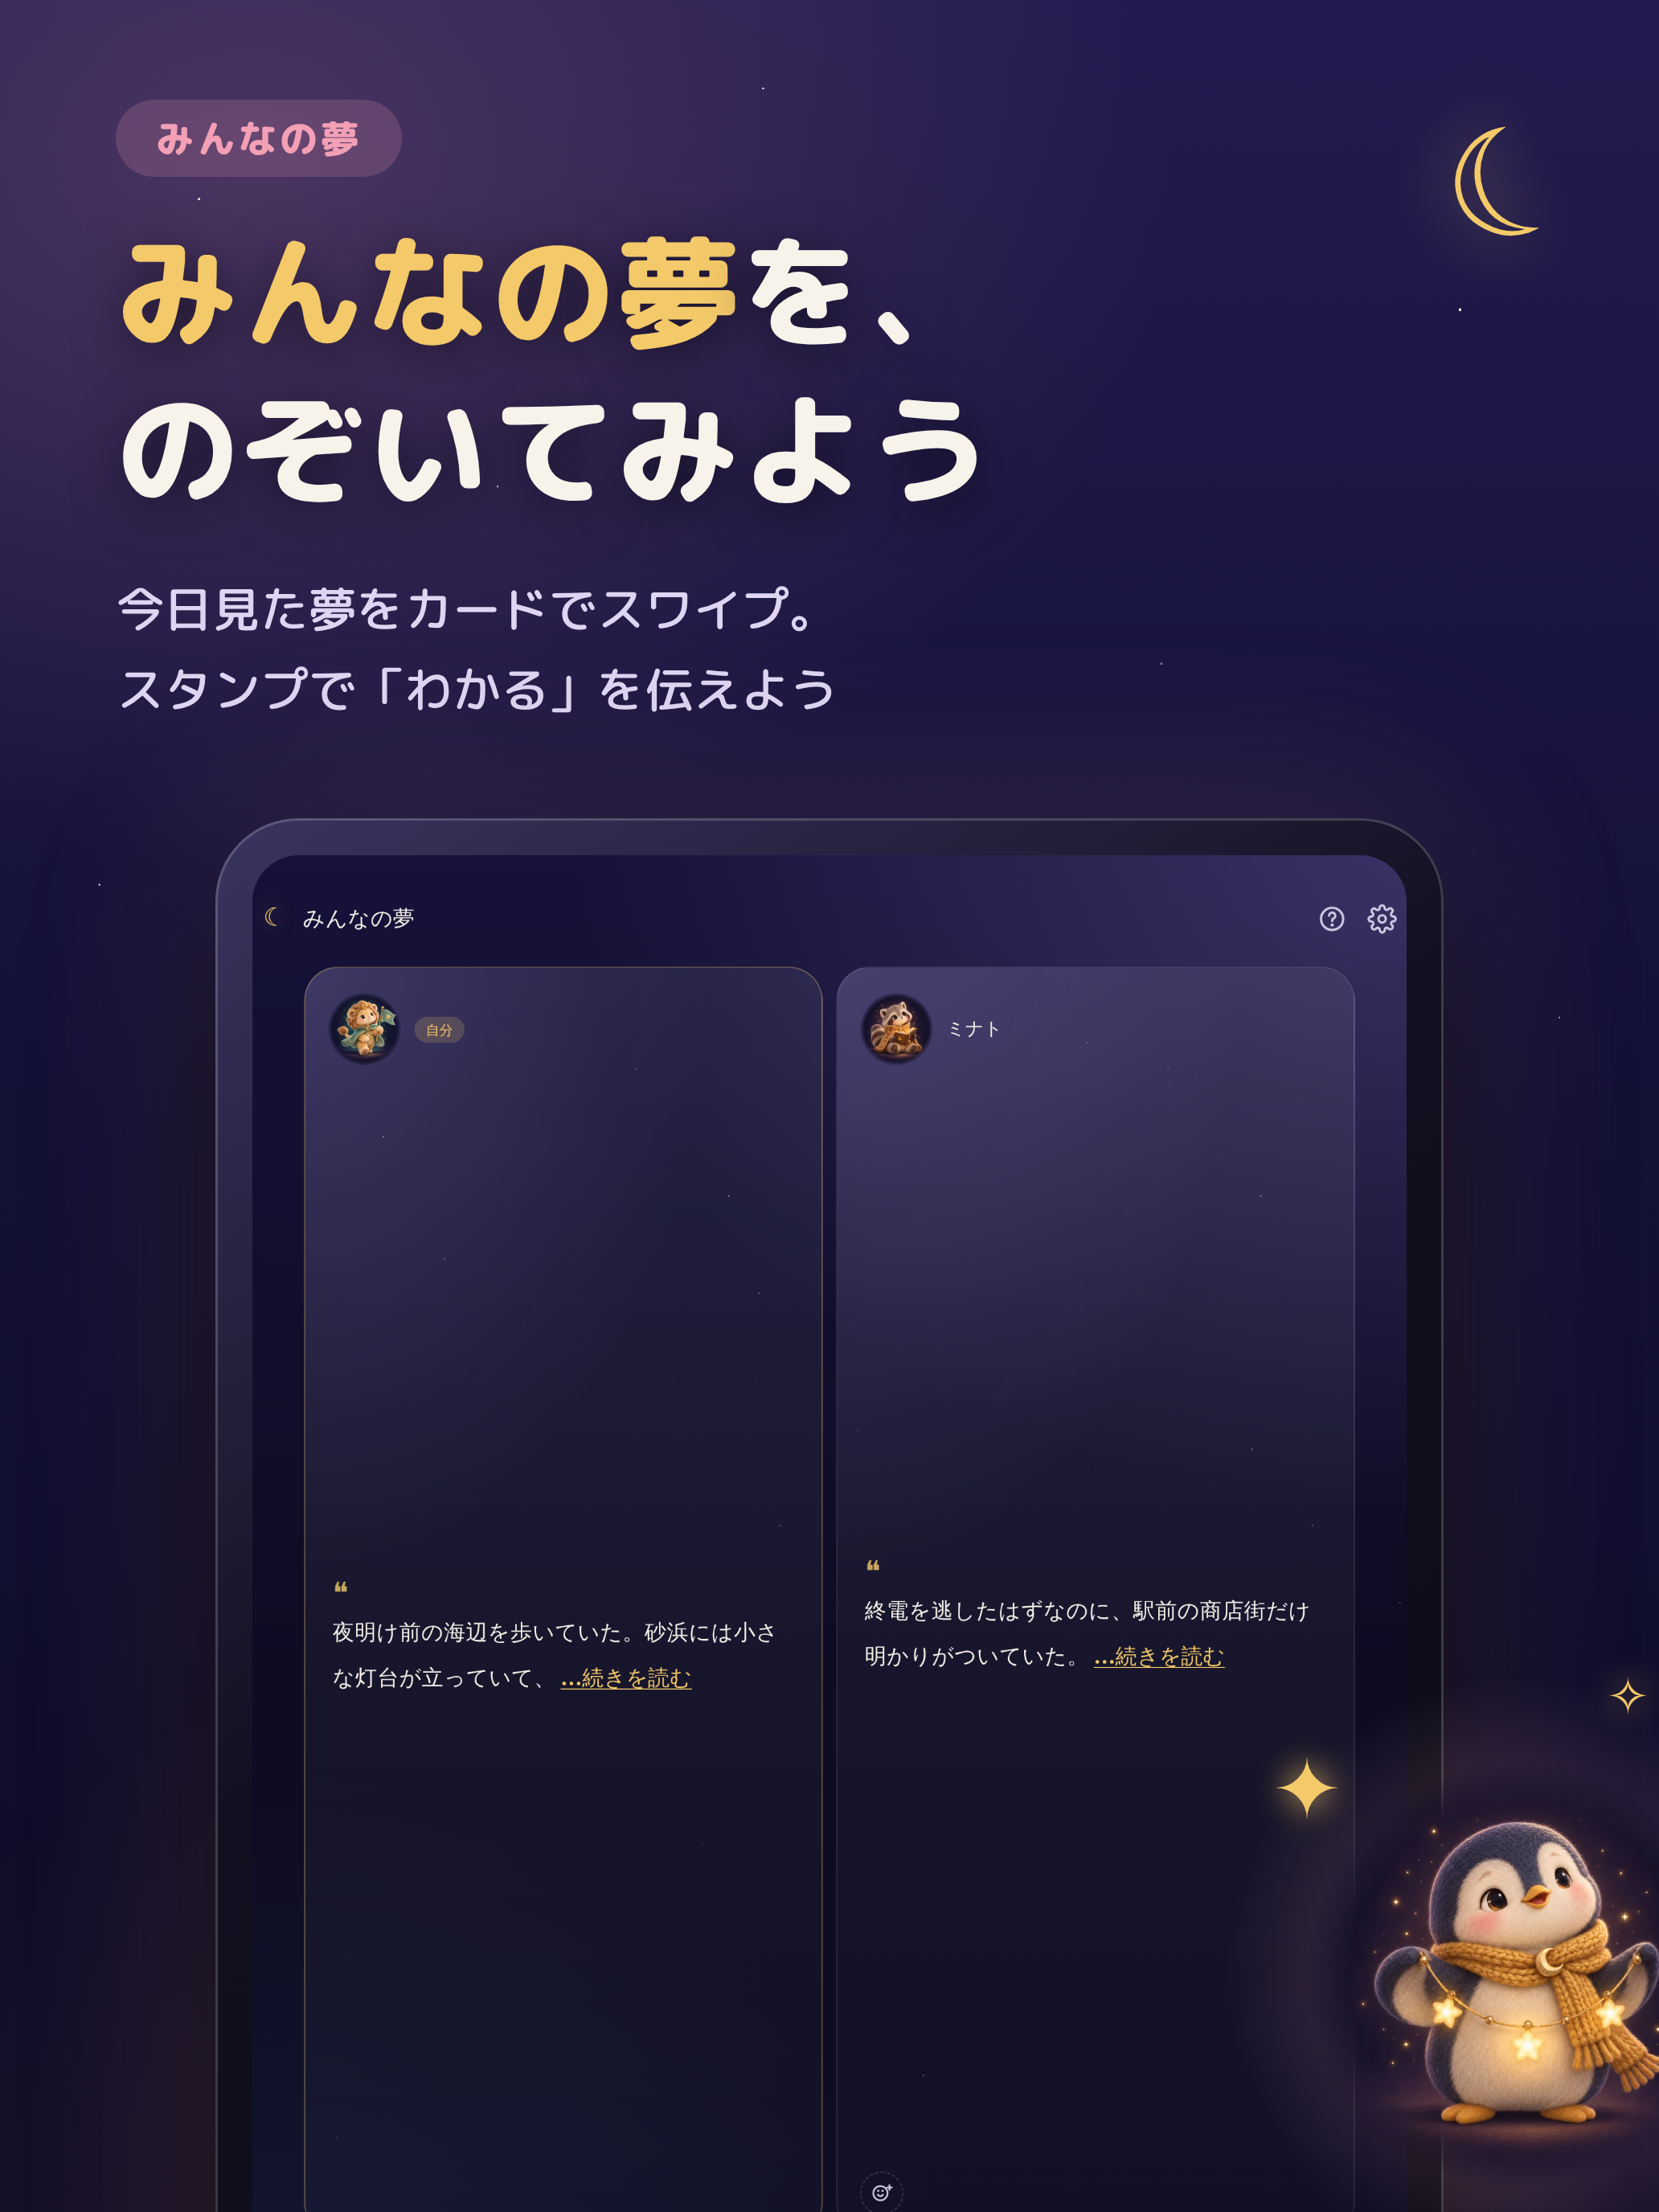 みんなの夢
みんなの夢を、
のぞいてみよう
今日見た夢をカードでスワイプ。
スタンプで「わかる」を伝えよう
みんなの夢
自分
❝
夜明け前の海辺を歩いていた。砂浜には小さ
な灯台が立っていて、 …続きを読む
ミナト
❝
終電を逃したはずなのに、駅前の商店街だけ
明かりがついていた。 …続きを読む